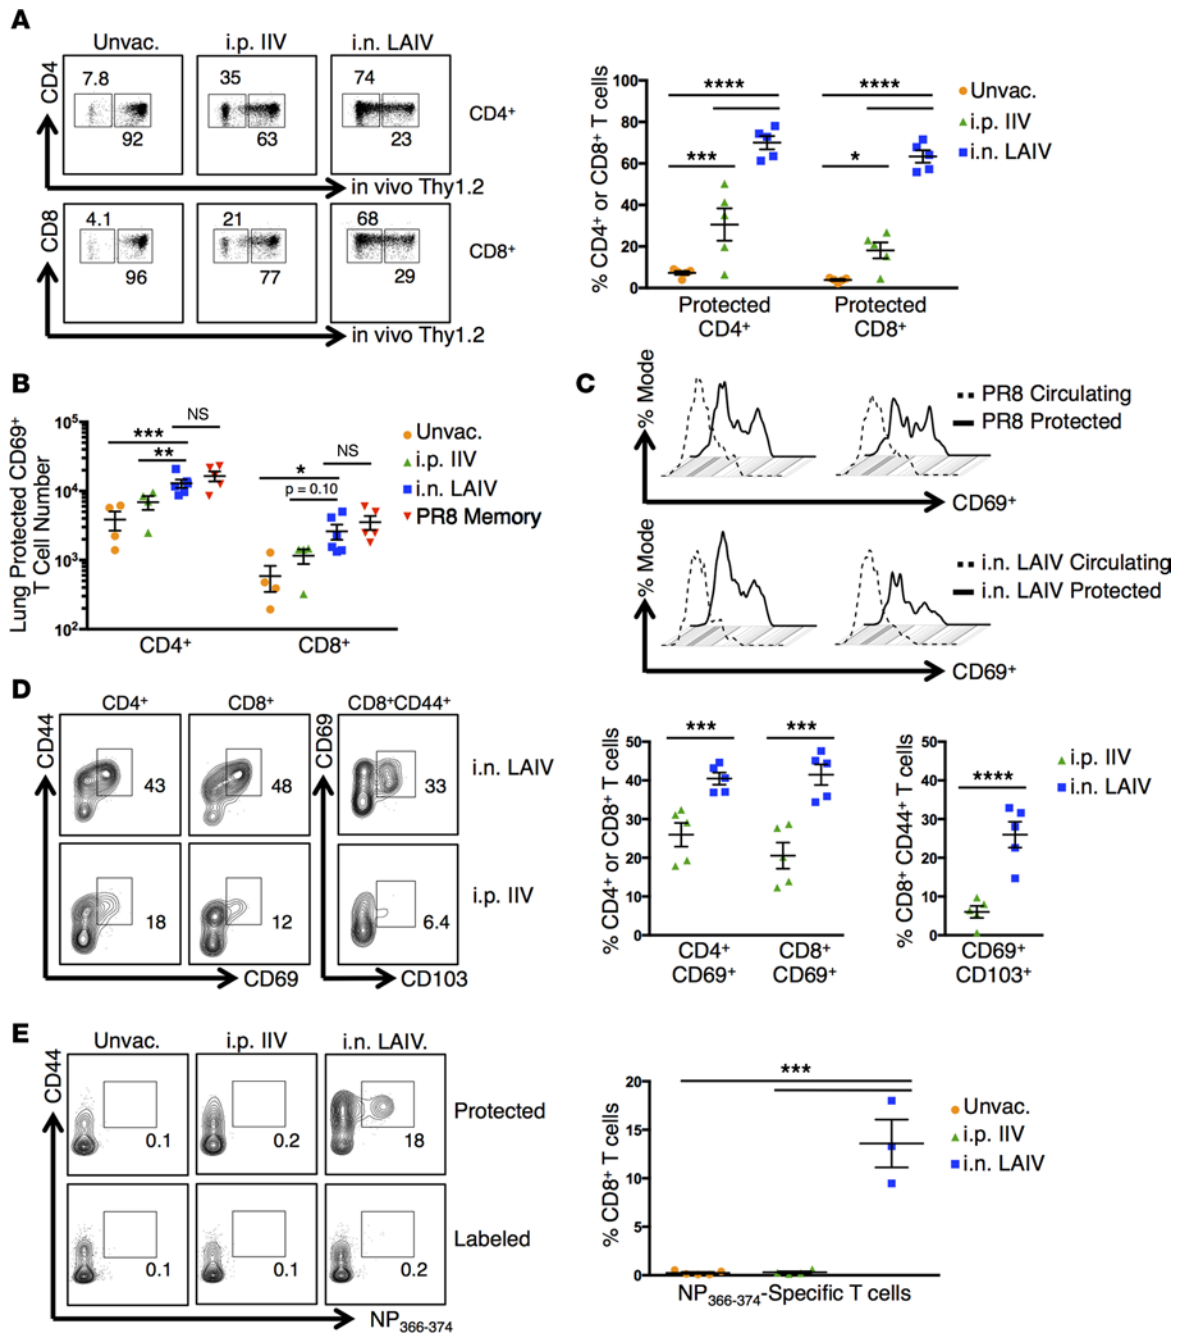 A
Unvac. i.p. IIV i.n. LAIV
CD4
7.8 35 74
CD4⁺
92 63 23
in vivo Thy1.2
CD8
4.1 21 68
CD8⁺
96 77 29
in vivo Thy1.2
% CD4⁺ or CD8⁺ T cells
100
80
60
40
20
0
**** ****
*** *
Unvac.
i.p. IIV
i.n. LAIV
Protected Protected
CD4⁺ CD8⁺
B
Lung Protected CD69⁺
T Cell Number
10⁵
10⁴
10³
10²
NS
***
**
NS
*
p = 0.10
Unvac.
i.p. IIV
i.n. LAIV
PR8 Memory
CD4⁺ CD8⁺
C
% Mode
PR8 Circulating
PR8 Protected
CD69⁺
% Mode
i.n. LAIV Circulating
i.n. LAIV Protected
CD69⁺
D
CD4⁺ CD8⁺ CD8⁺CD44⁺
CD44 CD69
43 48 33
i.n. LAIV
18 12 6.4
i.p. IIV
CD69 CD103
% CD4⁺ or CD8⁺ T cells
50
40
30
20
10
0
*** ***
CD4⁺ CD8⁺
CD69⁺ CD69⁺
% CD8⁺ CD44⁺ T cells
50
40
30
20
10
0
****
i.p. IIV
i.n. LAIV
CD69⁺
CD103⁺
E
Unvac. i.p. IIV i.n. LAIV.
CD44
Protected
0.1 0.2 18
Labeled
0.1 0.1 0.2
NP₃₆₆₋₃₇₄
% CD8⁺ T cells
20
15
10
5
0
***
Unvac.
i.p. IIV
i.n. LAIV
NP₃₆₆₋₃₇₄-Specific T cells